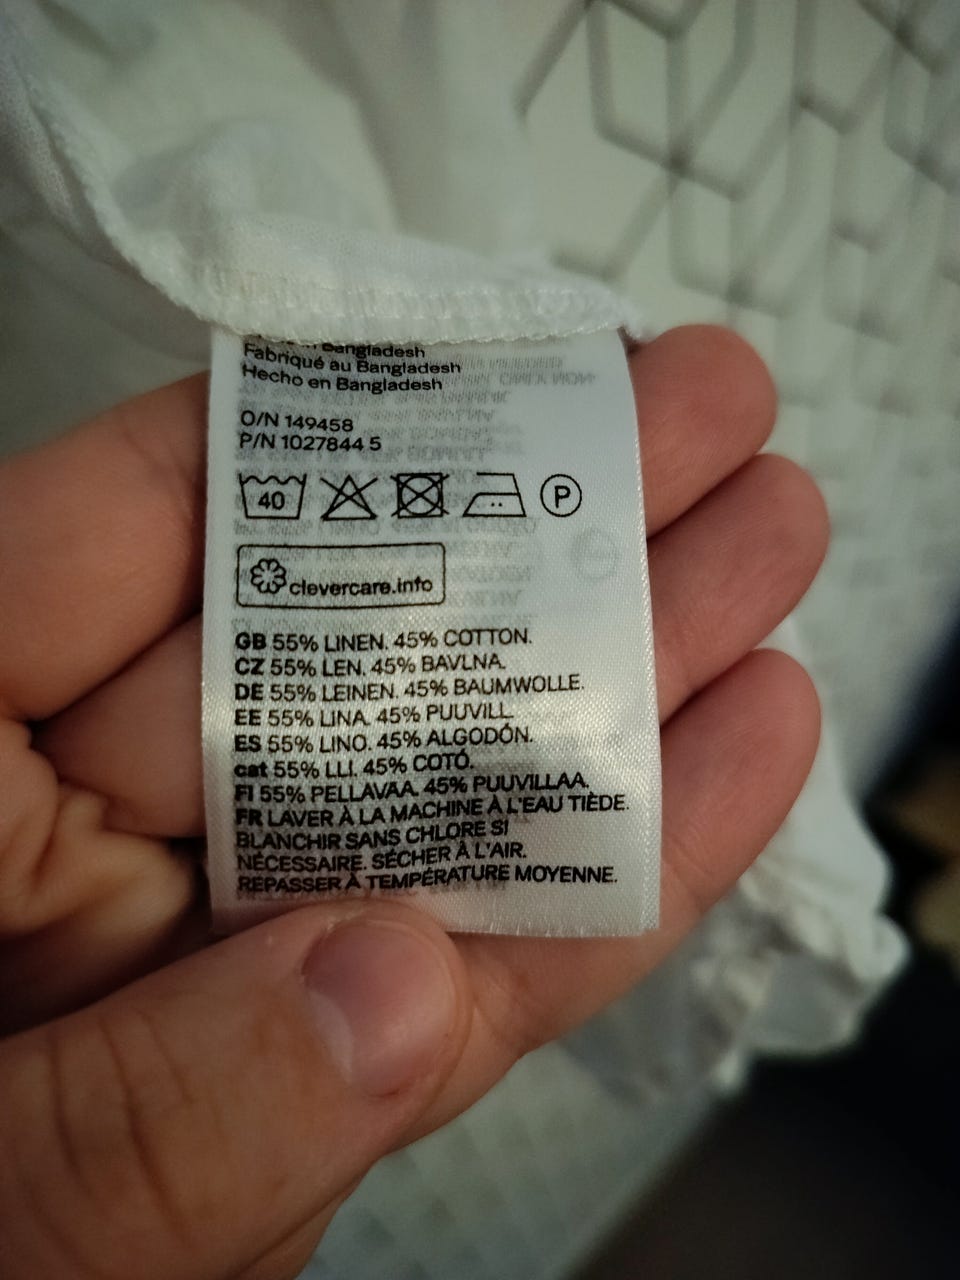 Bangladesh
Fabriqué au Bangladesh
Hecho en Bangladesh
O/N 149458
P/N 1027844 5
40 P
clevercare.info
GB 55% LINEN. 45% COTTON.
CZ 55% LEN. 45% BAVLNA.
DE 55% LEINEN. 45% BAUMWOLLE.
EE 55% LINA. 45% PUUVILL.
ES 55% LINO. 45% ALGODÓN.
cat 55% LLI. 45% COTÓ.
FI 55% PELLAVAA. 45% PUUVILLAA.
FR LAVER À LA MACHINE À L'EAU TIÈDE.
BLANCHIR SANS CHLORE SI
NÉCESSAIRE. SÉCHER À L'AIR.
REPASSER À TEMPÉRATURE MOYENNE.